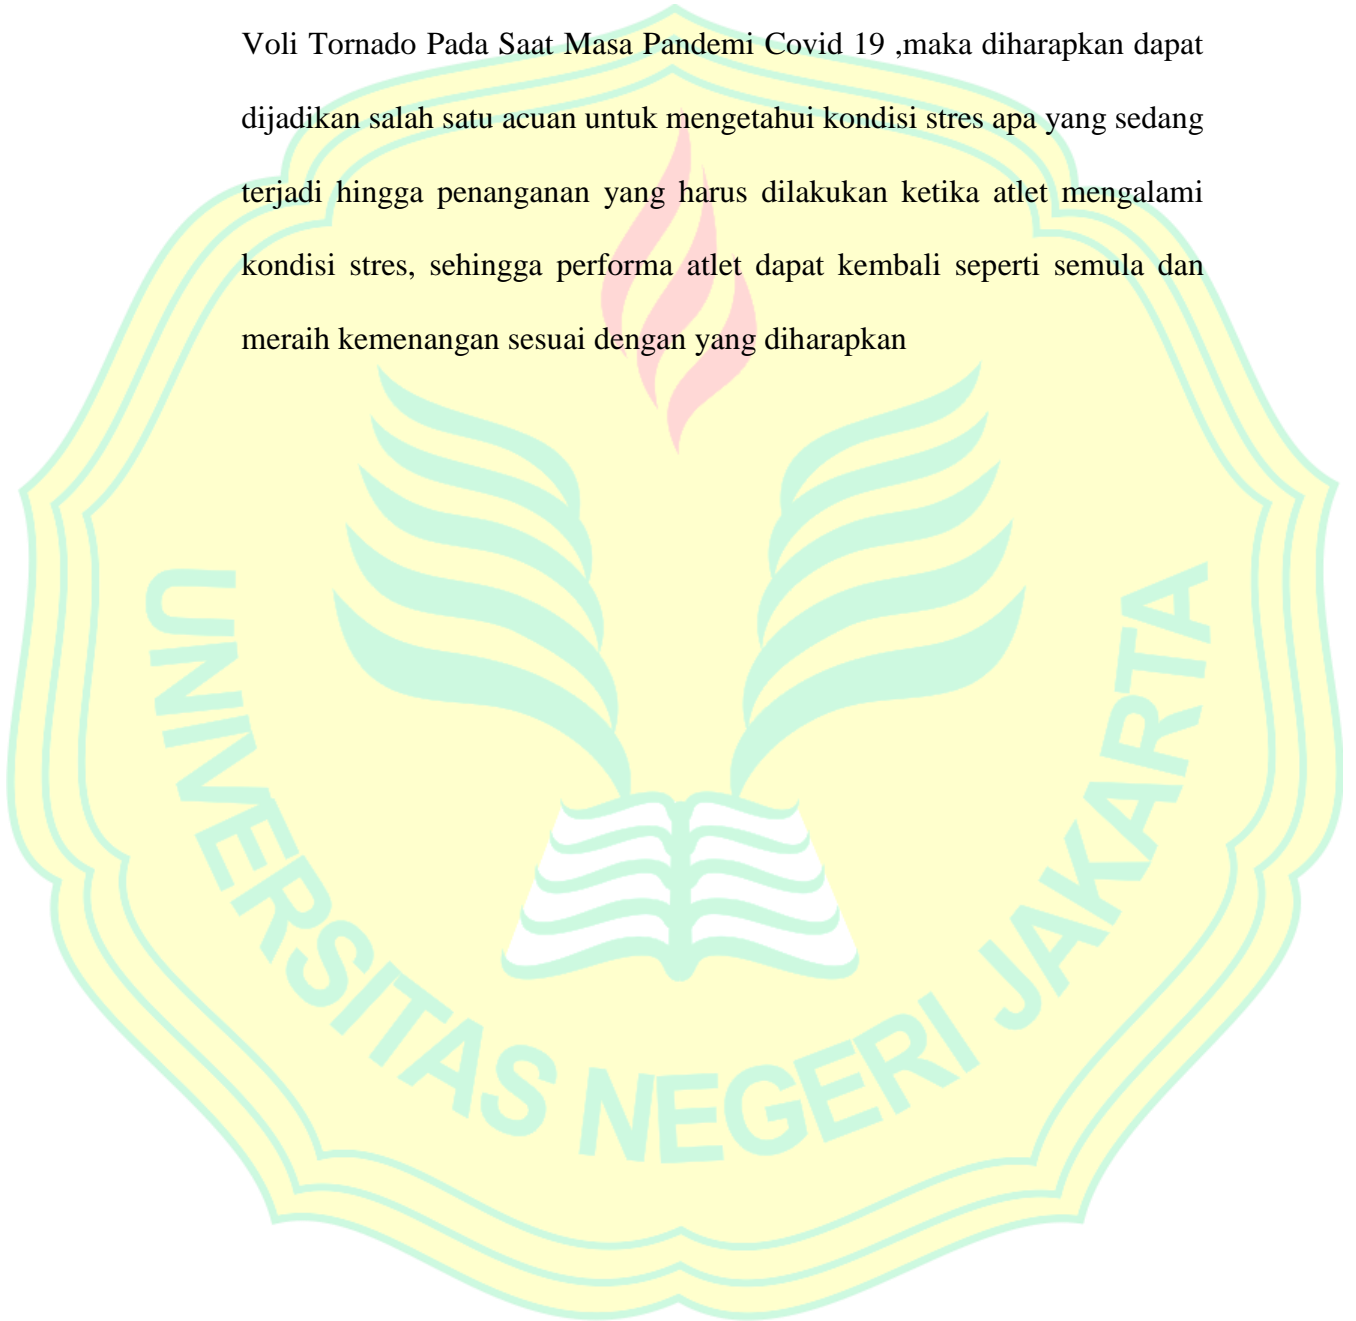 Voli Tornado Pada Saat Masa Pandemi Covid 19 ,maka diharapkan dapat
dijadikan salah satu acuan untuk mengetahui kondisi stres apa yang sedang
terjadi hingga penanganan yang harus dilakukan ketika atlet mengalami
kondisi stres, sehingga performa atlet dapat kembali seperti semula dan
meraih kemenangan sesuai dengan yang diharapkan
UNIVERSITAS NEGERI JAKARTA